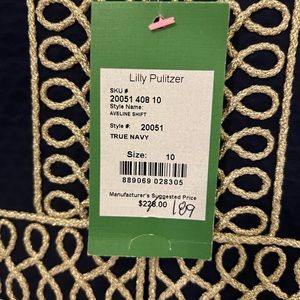 Lilly Pulitzer
SKU #
20051 408 10
Style Name:
AVELINE SHIFT
Style #: 20051
TRUE NAVY
Size: 10
889069 028305
Manufacturer's Suggested Price
$228.00 189